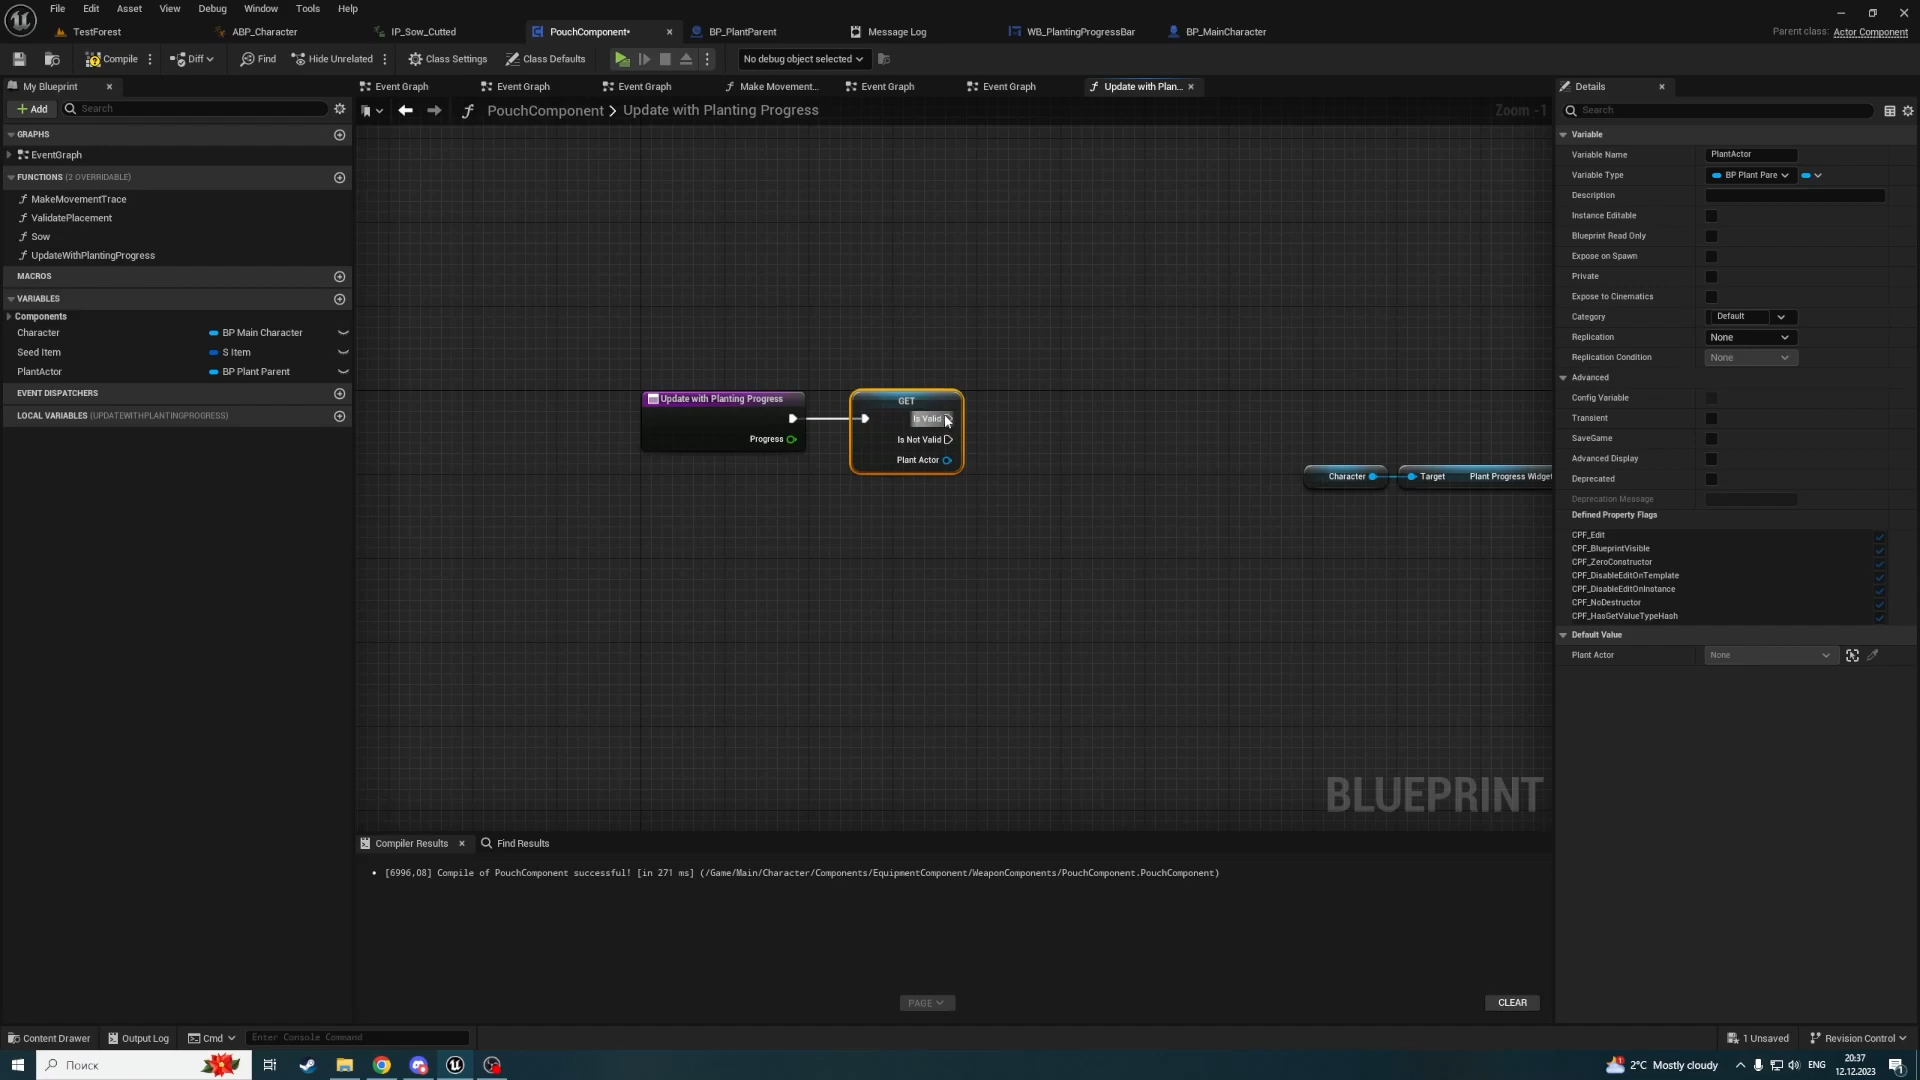 File Edit Asset View Debug Window Tools Help
TestForest ABP_Character IP_Sow_Cutted PouchComponent• BP_PlantParent Message Log WB_PlantingProgressBar BP_MainCharacter Parent class: Actor Component
Compile Diff Find Hide Unrelated Class Settings Class Defaults No debug object selected
My Blueprint Event Graph Event Graph Event Graph Make Movement... Event Graph Event Graph Update with Plan... Details
Add Search PouchComponent > Update with Planting Progress Zoom -1 Search
GRAPHS
EventGraph
FUNCTIONS (2 OVERRIDABLE)
MakeMovementTrace
ValidatePlacement
Sow
UpdateWithPlantingProgress
MACROS
VARIABLES
Components
Character BP Main Character
Seed Item S Item
PlantActor BP Plant Parent
EVENT DISPATCHERS
LOCAL VARIABLES (UPDATEWITHPLANTINGPROGRESS)
Update with Planting Progress
Progress
GET
Is Valid
Is Not Valid
Plant Actor
Character Target Plant Progress Widget
BLUEPRINT
Variable
Variable Name PlantActor
Variable Type BP Plant Pare
Description
Instance Editable
Blueprint Read Only
Expose on Spawn
Private
Expose to Cinematics
Category Default
Replication None
Replication Condition None
Advanced
Config Variable
Transient
SaveGame
Advanced Display
Deprecated
Deprecation Message
Defined Property Flags
CPF_Edit
CPF_BlueprintVisible
CPF_ZeroConstructor
CPF_DisableEditOnTemplate
CPF_DisableEditOnInstance
CPF_NoDestructor
CPF_HasGetValueTypeHash
Default Value
Plant Actor None
Compiler Results Find Results
• [6996,08] Compile of PouchComponent successful! [in 271 ms] (/Game/Main/Character/Components/EquipmentComponent/WeaponComponents/PouchComponent.PouchComponent)
PAGE CLEAR
Content Drawer Output Log Cmd Enter Console Command 1 Unsaved Revision Control
Поиск 2°C Mostly cloudy ENG 20:37
12.12.2023